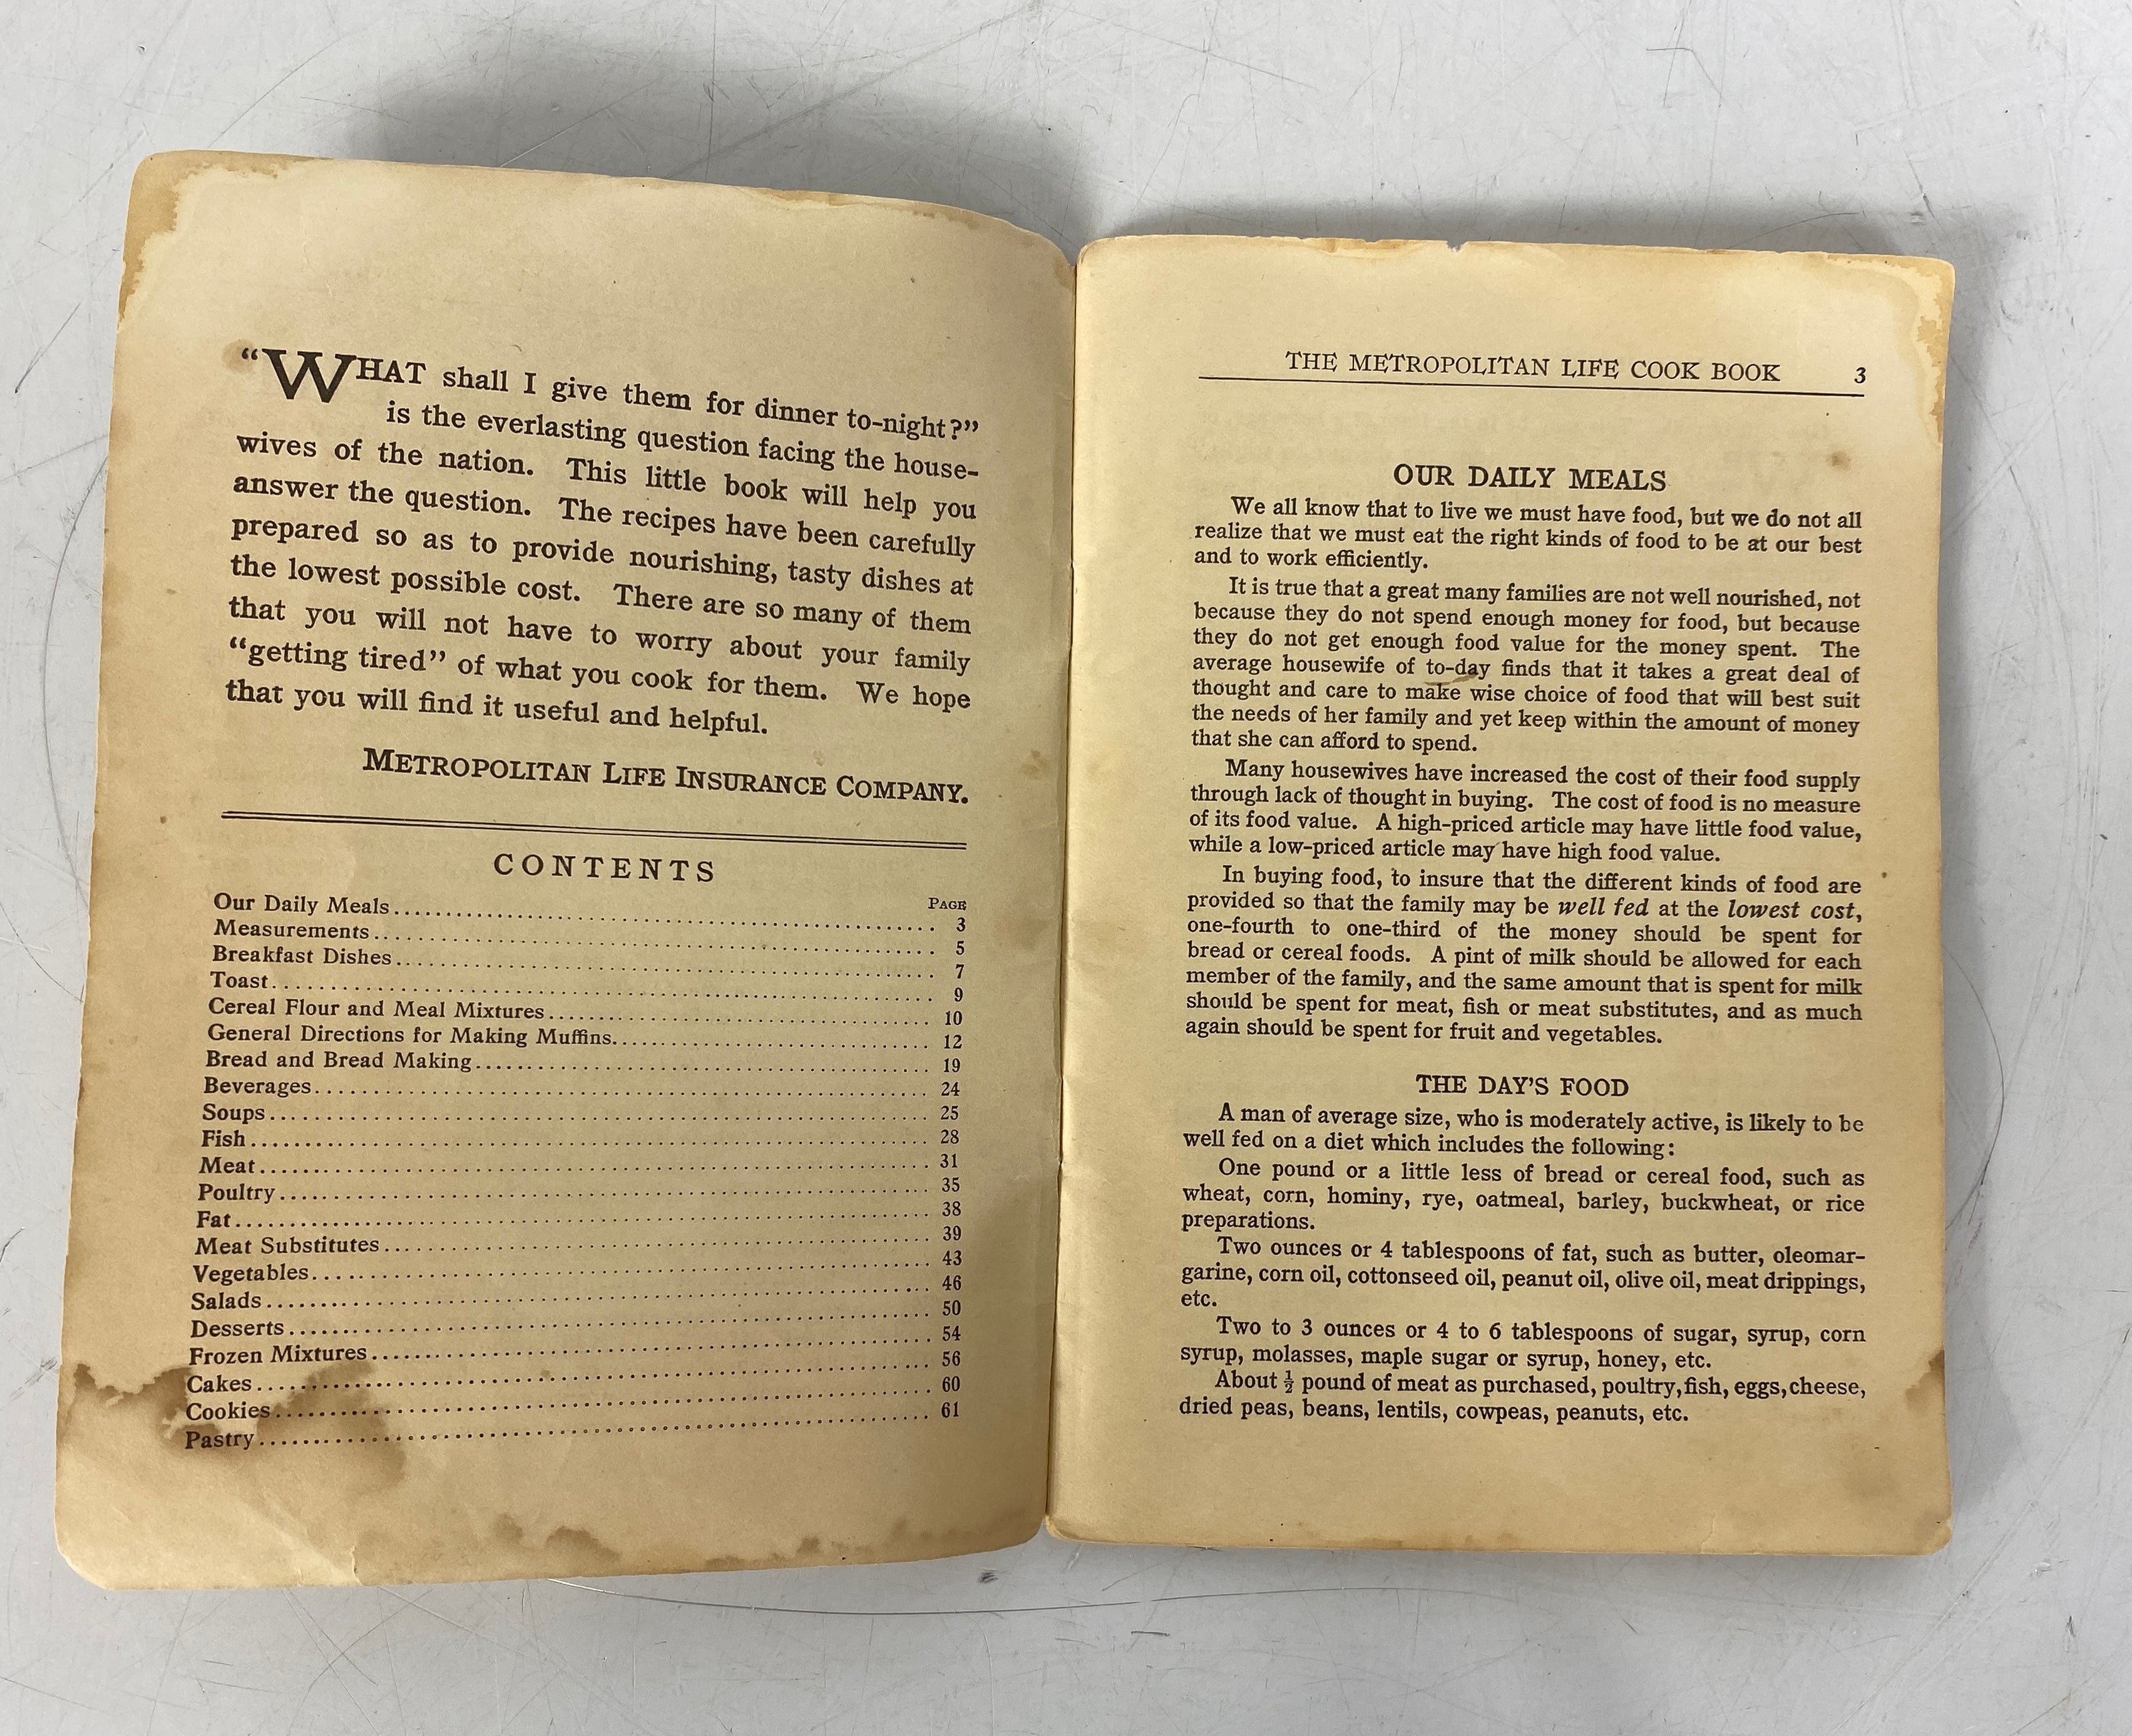 “WHAT shall I give them for dinner to-night?”
is the everlasting question facing the house-
wives of the nation. This little book will help you
answer the question. The recipes have been carefully
prepared so as to provide nourishing, tasty dishes at
the lowest possible cost. There are so many of them
that you will not have to worry about your family
“getting tired” of what you cook for them. We hope
that you will find it useful and helpful.
METROPOLITAN LIFE INSURANCE COMPANY.
CONTENTS
PAGE
Our Daily Meals 3
Measurements 5
Breakfast Dishes 7
Toast 9
Cereal Flour and Meal Mixtures 10
General Directions for Making Muffins 12
Bread and Bread Making 19
Beverages 24
Soups 25
Fish 28
Meat 31
Poultry 35
Fat 38
Meat Substitutes 39
Vegetables 43
Salads 46
Desserts 50
Frozen Mixtures 54
Cakes 56
Cookies 60
Pastry 61
THE METROPOLITAN LIFE COOK BOOK 3
OUR DAILY MEALS
We all know that to live we must have food, but we do not all
realize that we must eat the right kinds of food to be at our best
and to work efficiently.
It is true that a great many families are not well nourished, not
because they do not spend enough money for food, but because
they do not get enough food value for the money spent. The
average housewife of to-day finds that it takes a great deal of
thought and care to make wise choice of food that will best suit
the needs of her family and yet keep within the amount of money
that she can afford to spend.
Many housewives have increased the cost of their food supply
through lack of thought in buying. The cost of food is no measure
of its food value. A high-priced article may have little food value,
while a low-priced article may have high food value.
In buying food, to insure that the different kinds of food are
provided so that the family may be well fed at the lowest cost,
one-fourth to one-third of the money should be spent for
bread or cereal foods. A pint of milk should be allowed for each
member of the family, and the same amount that is spent for milk
should be spent for meat, fish or meat substitutes, and as much
again should be spent for fruit and vegetables.
THE DAY'S FOOD
A man of average size, who is moderately active, is likely to be
well fed on a diet which includes the following:
One pound or a little less of bread or cereal food, such as
wheat, corn, hominy, rye, oatmeal, barley, buckwheat, or rice
preparations.
Two ounces or 4 tablespoons of fat, such as butter, oleomar-
garine, corn oil, cottonseed oil, peanut oil, olive oil, meat drippings,
etc.
Two to 3 ounces or 4 to 6 tablespoons of sugar, syrup, corn
syrup, molasses, maple sugar or syrup, honey, etc.
About ½ pound of meat as purchased, poultry, fish, eggs, cheese,
dried peas, beans, lentils, cowpeas, peanuts, etc.